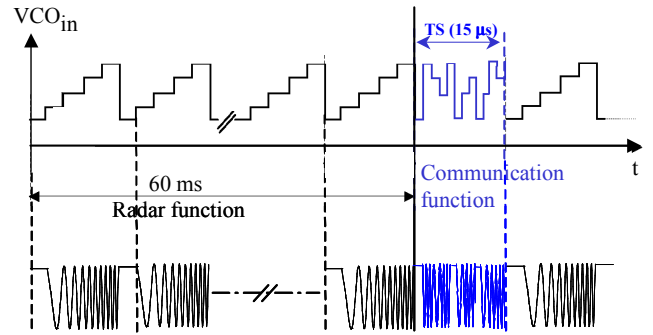 VCOin
TS (15 µs)
t
60 ms
Radar function
Communication
function